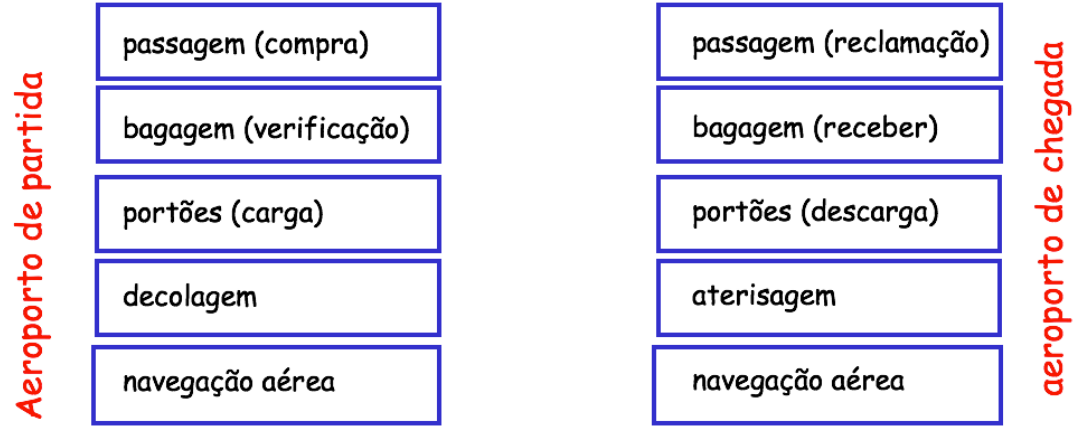 Aeroporto de partida
passagem (compra)
bagagem (verificação)
portões (carga)
decolagem
navegação aérea
passagem (reclamação)
bagagem (receber)
portões (descarga)
aterisagem
navegação aérea
aeroporto de chegada